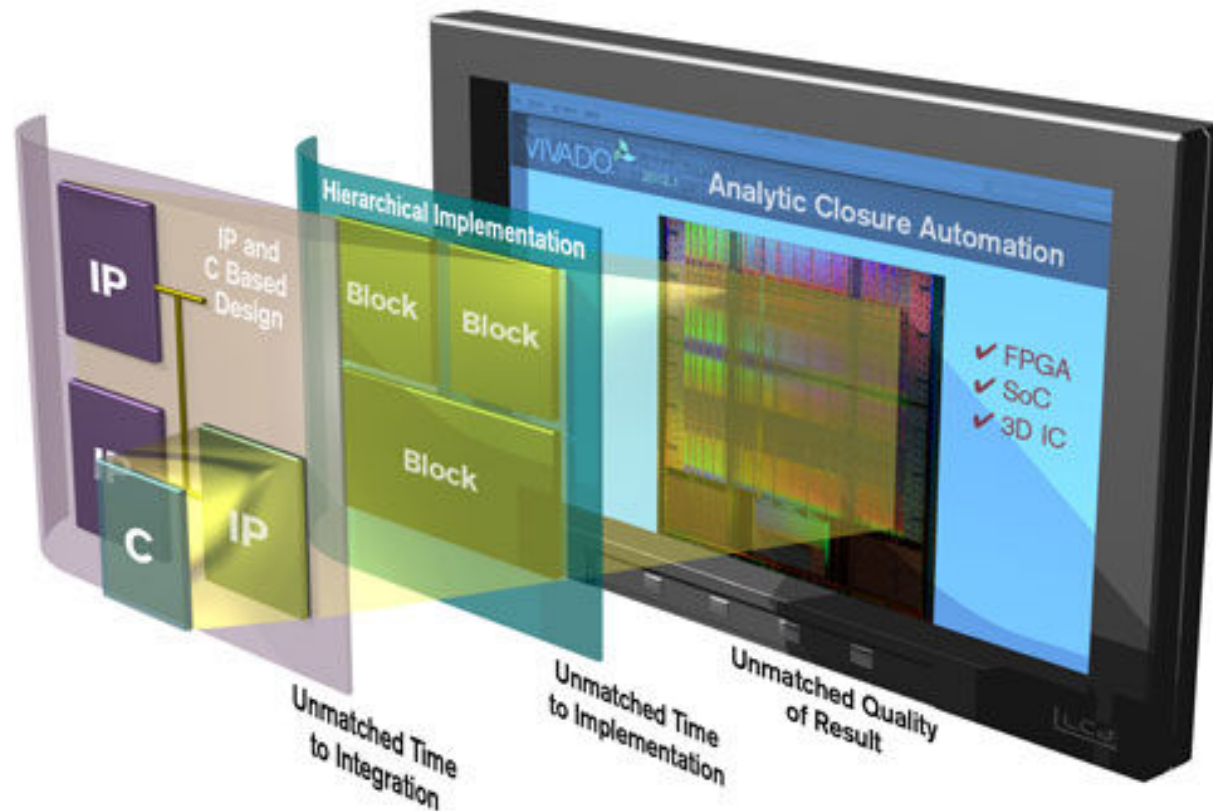 IP
IP and
C Based
Design
IP
C
IP
Unmatched Time
to Integration
Hierarchical Implementation
Block
Block
Block
Unmatched Time
to Implementation
VIVADO
Analytic Closure Automation
✔ FPGA
✔ SoC
✔ 3D IC
Unmatched Quality
of Result